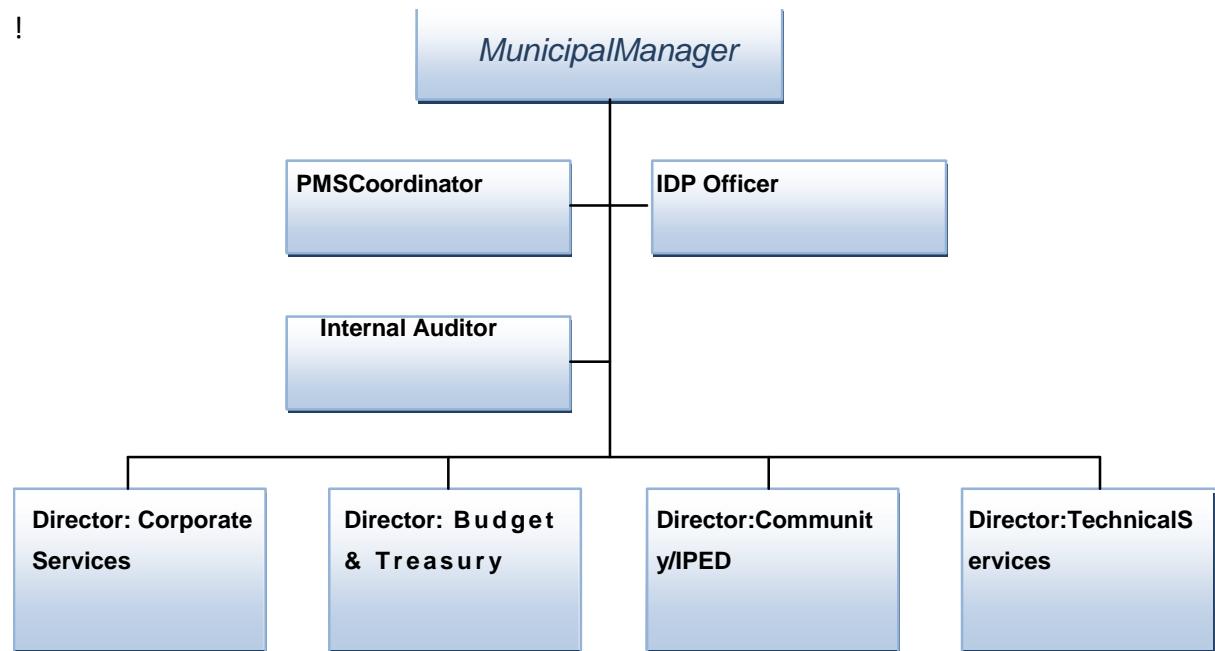 !
MunicipalManager
PMSCoordinator
IDP Officer
Internal Auditor
Director: Corporate
Services
Director: Budget
& Treasury
Director:Communit
y/IPED
Director:TechnicalS
ervices